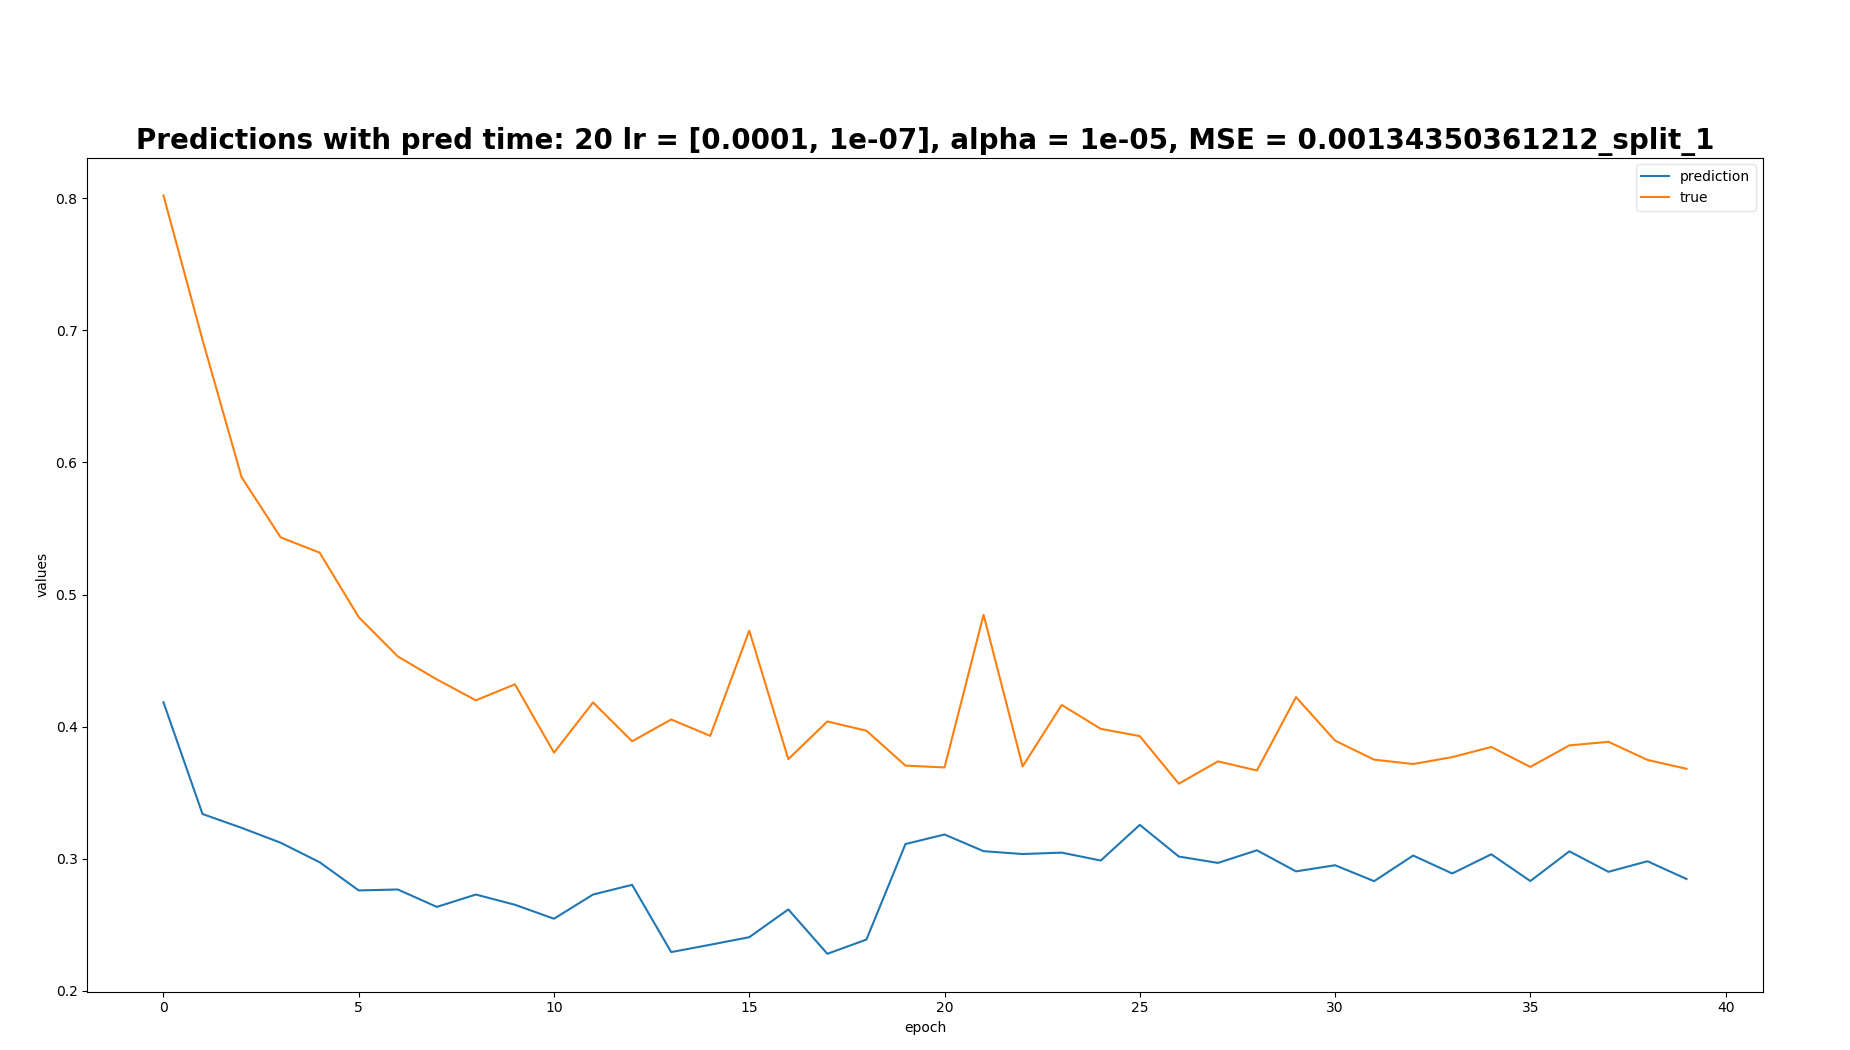 Predictions with pred time: 20 lr = [0.0001, 1e-07], alpha = 1e-05, MSE = 0.00134350361212_split_1
prediction
true
0.8
0.7
0.6
0.5
0.4
0.3
0.2
values
0 5 10 15 20 25 30 35 40
epoch